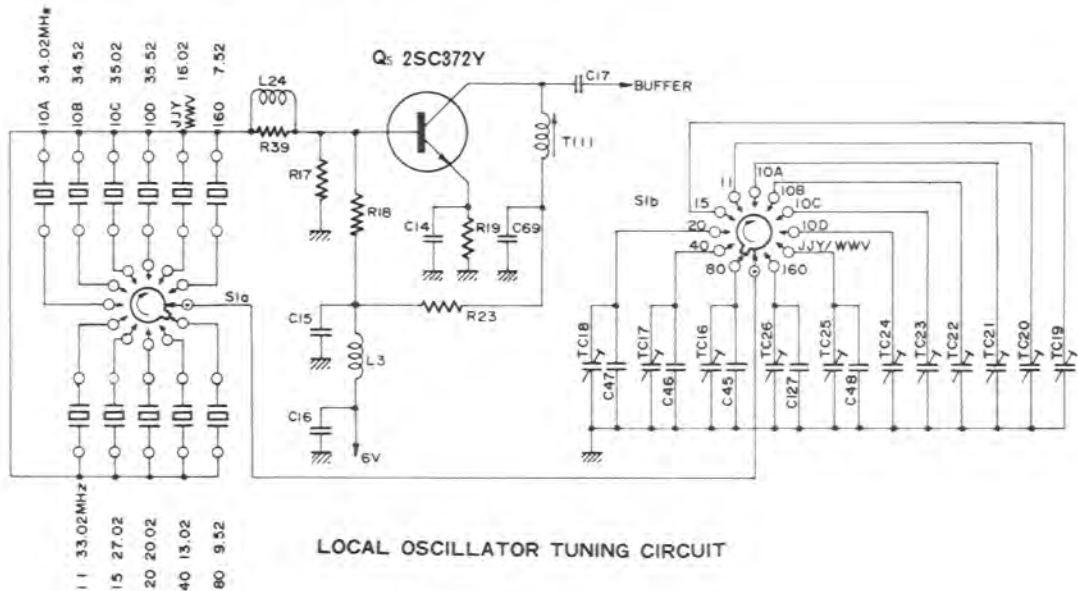 10A 34.02MHz
10B 34.52
10C 35.02
10D 35.52
JJY
WWV 16.02
160 7.52
S1a
11 33.02MHz
15 27.02
20 20.02
40 13.02
80 9.52
L24
R39
R17
R18
Q5 2SC372Y
C14
R19
C69
C17
BUFFER
T(1)
R23
C15
L3
C16
6V
S1b
11
10A
10B
10C
10D
JJY/WWV
160
80
40
20
15
TC18
C47
TC17
C46
TC16
C45
TC26
C127
TC25
C48
TC24
TC23
TC22
TC21
TC20
TC19
LOCAL OSCILLATOR TUNING CIRCUIT